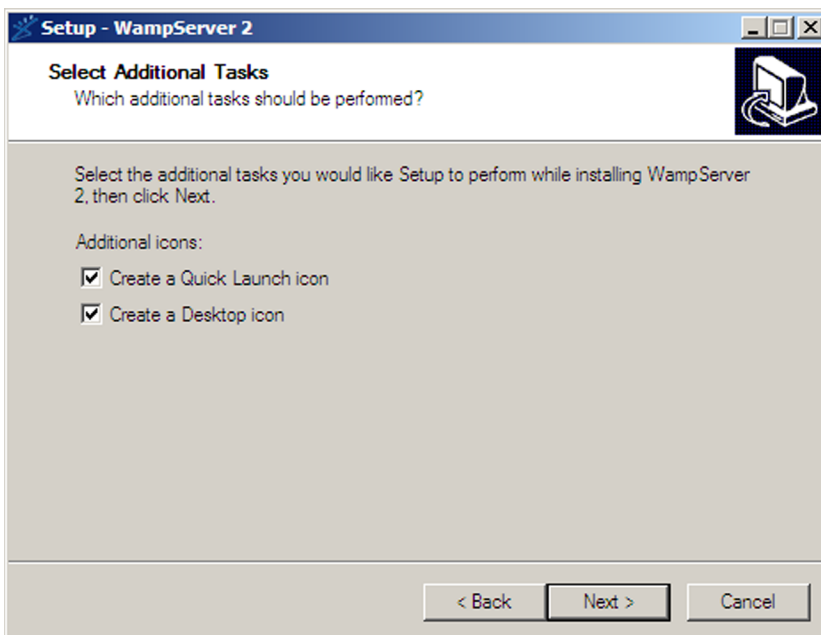 Setup - WampServer 2
Select Additional Tasks
Which additional tasks should be performed?
Select the additional tasks you would like Setup to perform while installing WampServer
2, then click Next.
Additional icons:
Create a Quick Launch icon
Create a Desktop icon
< Back
Next >
Cancel